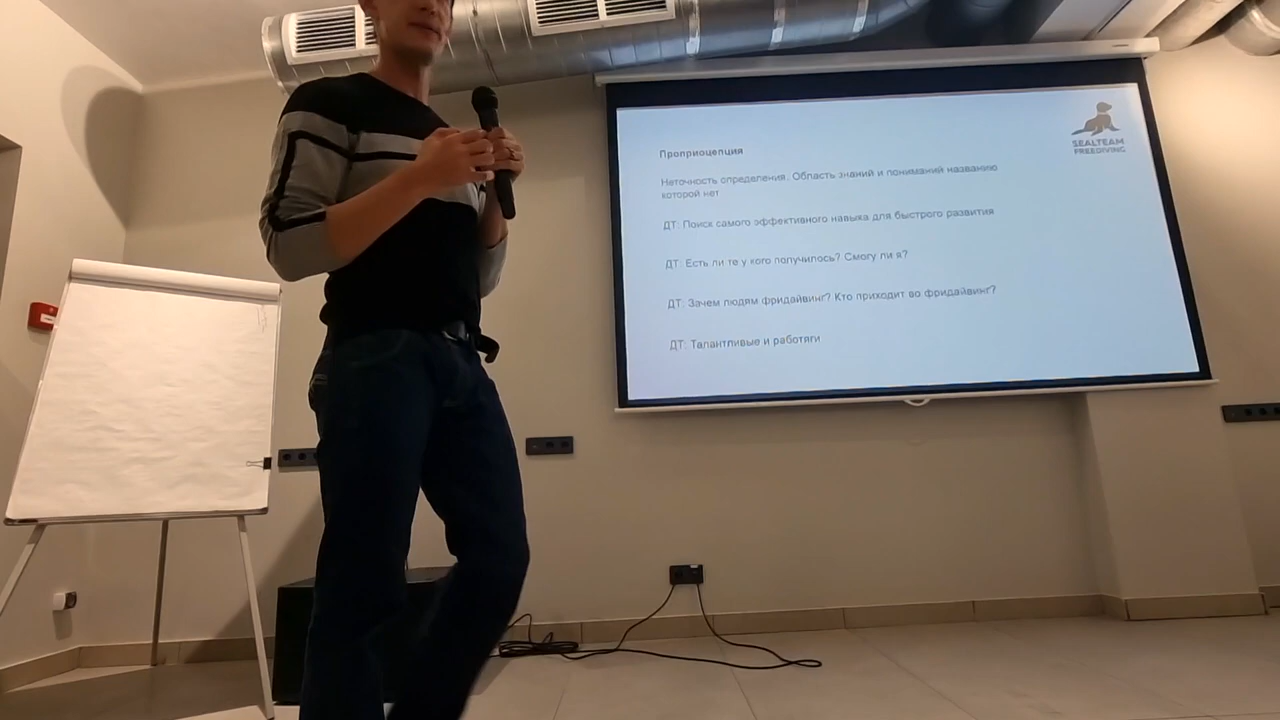 Проприоцепция
Неточность определения. Область знаний и пониманий названию
которой нет
ДТ: Поиск самого эффективного навыка для быстрого развития
ДТ: Есть ли те у кого получилось? Смогу ли я?
ДТ: Зачем людям фридайвинг? Кто приходит во фридайвинг?
ДТ: Талантливые и работяги
SEALTEAM
FREEDIVING